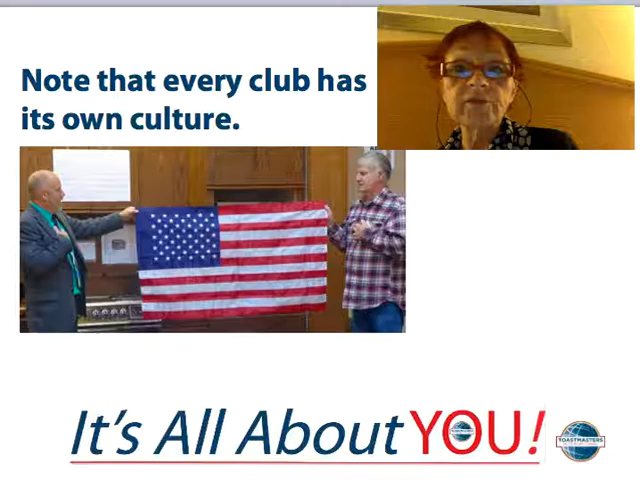 Note that every club has
its own culture.
It's All About YOU!
TOASTMASTERS